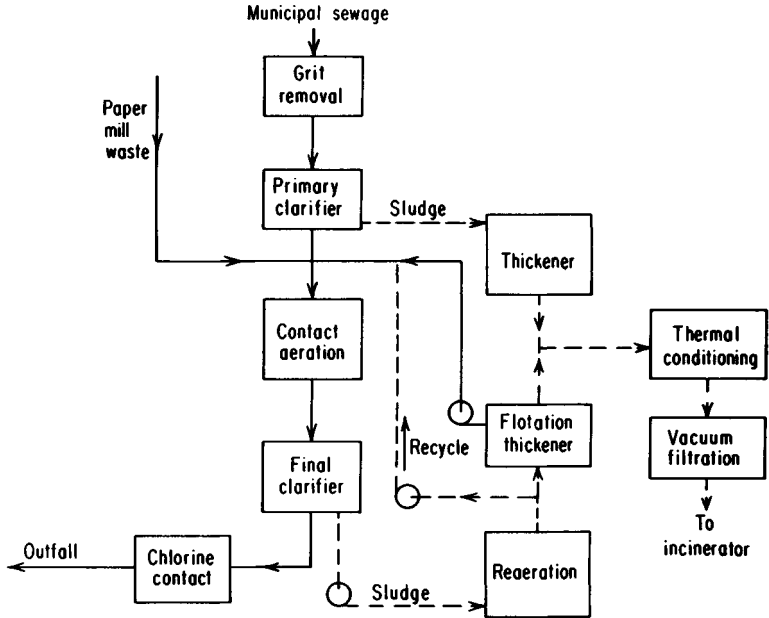 Municipal sewage
Grit
removal
Paper
mill
waste
Primary
clarifier
Sludge
Thickener
Contact
aeration
Thermal
conditioning
Flotation
thickener
Recycle
Vacuum
filtration
Final
clarifier
To
incinerator
Outfall
Chlorine
contact
Sludge
Reaeration